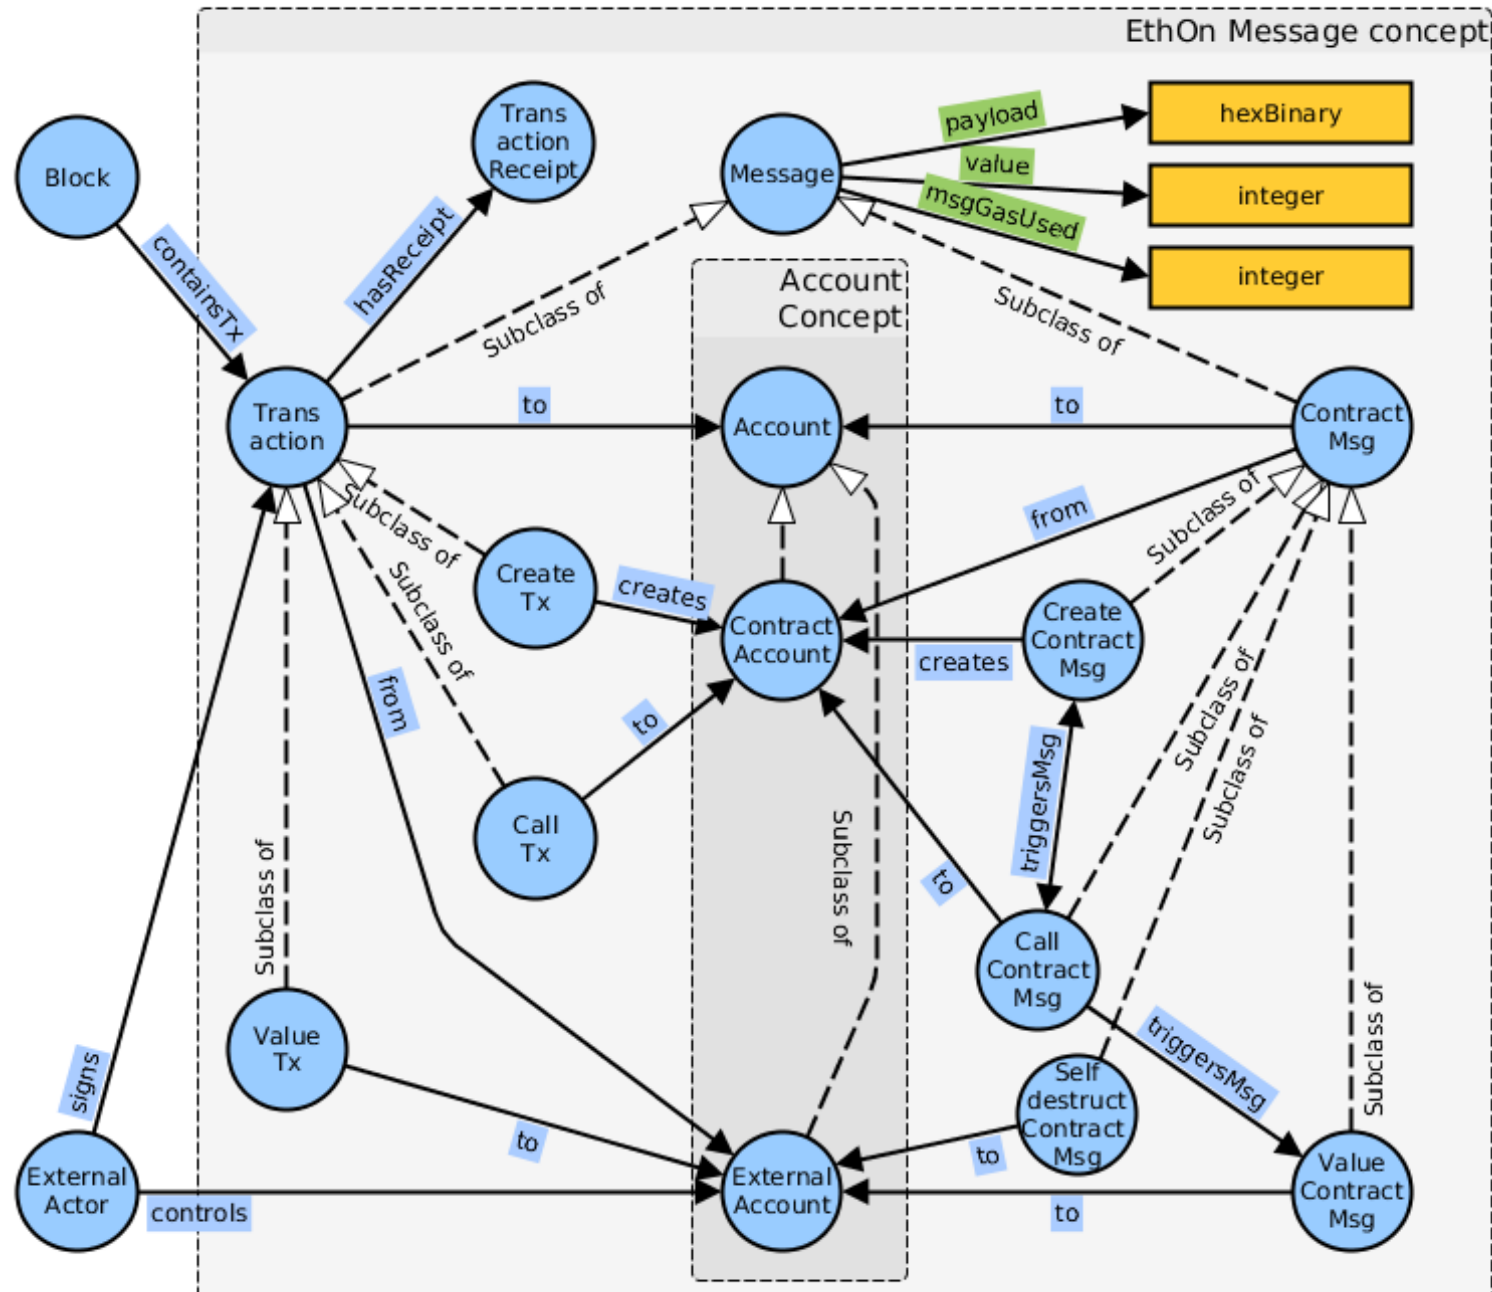 EthOn Message concept
Trans
action
Receipt
payload
hexBinary
Block
Message
value
integer
msgGasUsed
containsTx
hasReceipt
integer
Account
Concept
Subclass of
Subclass of
Trans
action
to
Account
to
Contract
Msg
Subclass of
from
Subclass of
Create
Tx
Subclass of
creates
Contract
Account
Create
Contract
Msg
creates
from
to
Subclass of
Subclass of
triggersMsg
Call
Tx
Subclass of
Subclass of
to
Call
Contract
Msg
Value
Tx
triggersMsg
Subclass of
signs
Self
destruct
Contract
Msg
to
to
External
Actor
controls
External
Account
to
Value
Contract
Msg